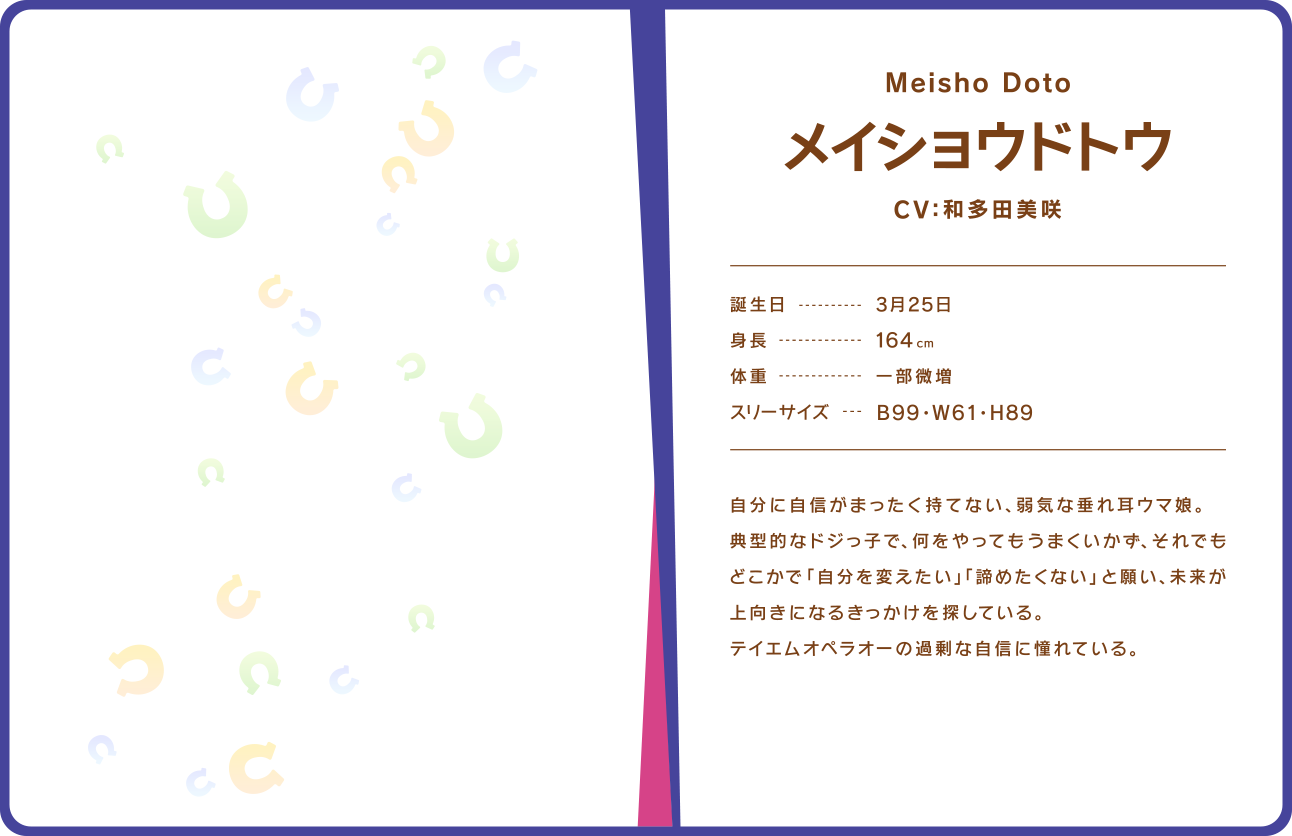 Meisho Doto
メイショウドトウ
CV:和多田美咲
誕生日 ---------- 3月25日
身長 ------------- 164cm
体重 ------------- 一部微増
スリーサイズ --- B99・W61・H89
自分に自信がまったく持てない、弱気な垂れ耳ウマ娘。
典型的なドジっ子で、何をやってもうまくいかず、それでも
どこかで「自分を変えたい」「諦めたくない」と願い、未来が
上向きになるきっかけを探している。
テイエムオペラオーの過剰な自信に憧れている。